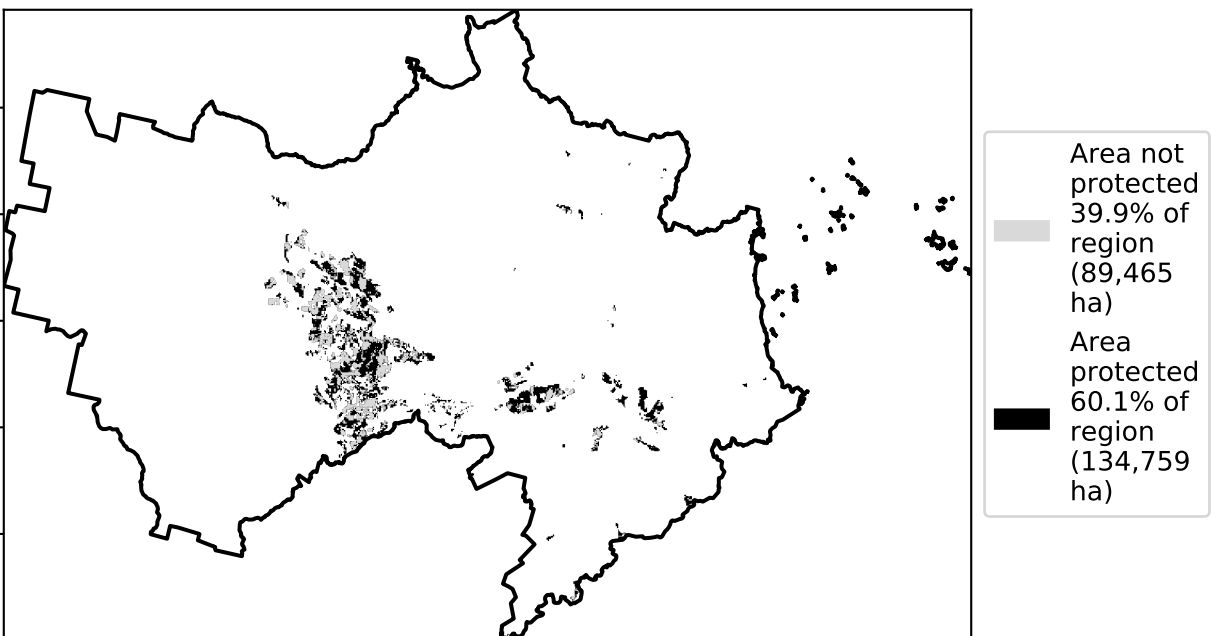 Area not
protected
39.9% of
region
(89,465
ha)
Area
protected
60.1% of
region
(134,759
ha)